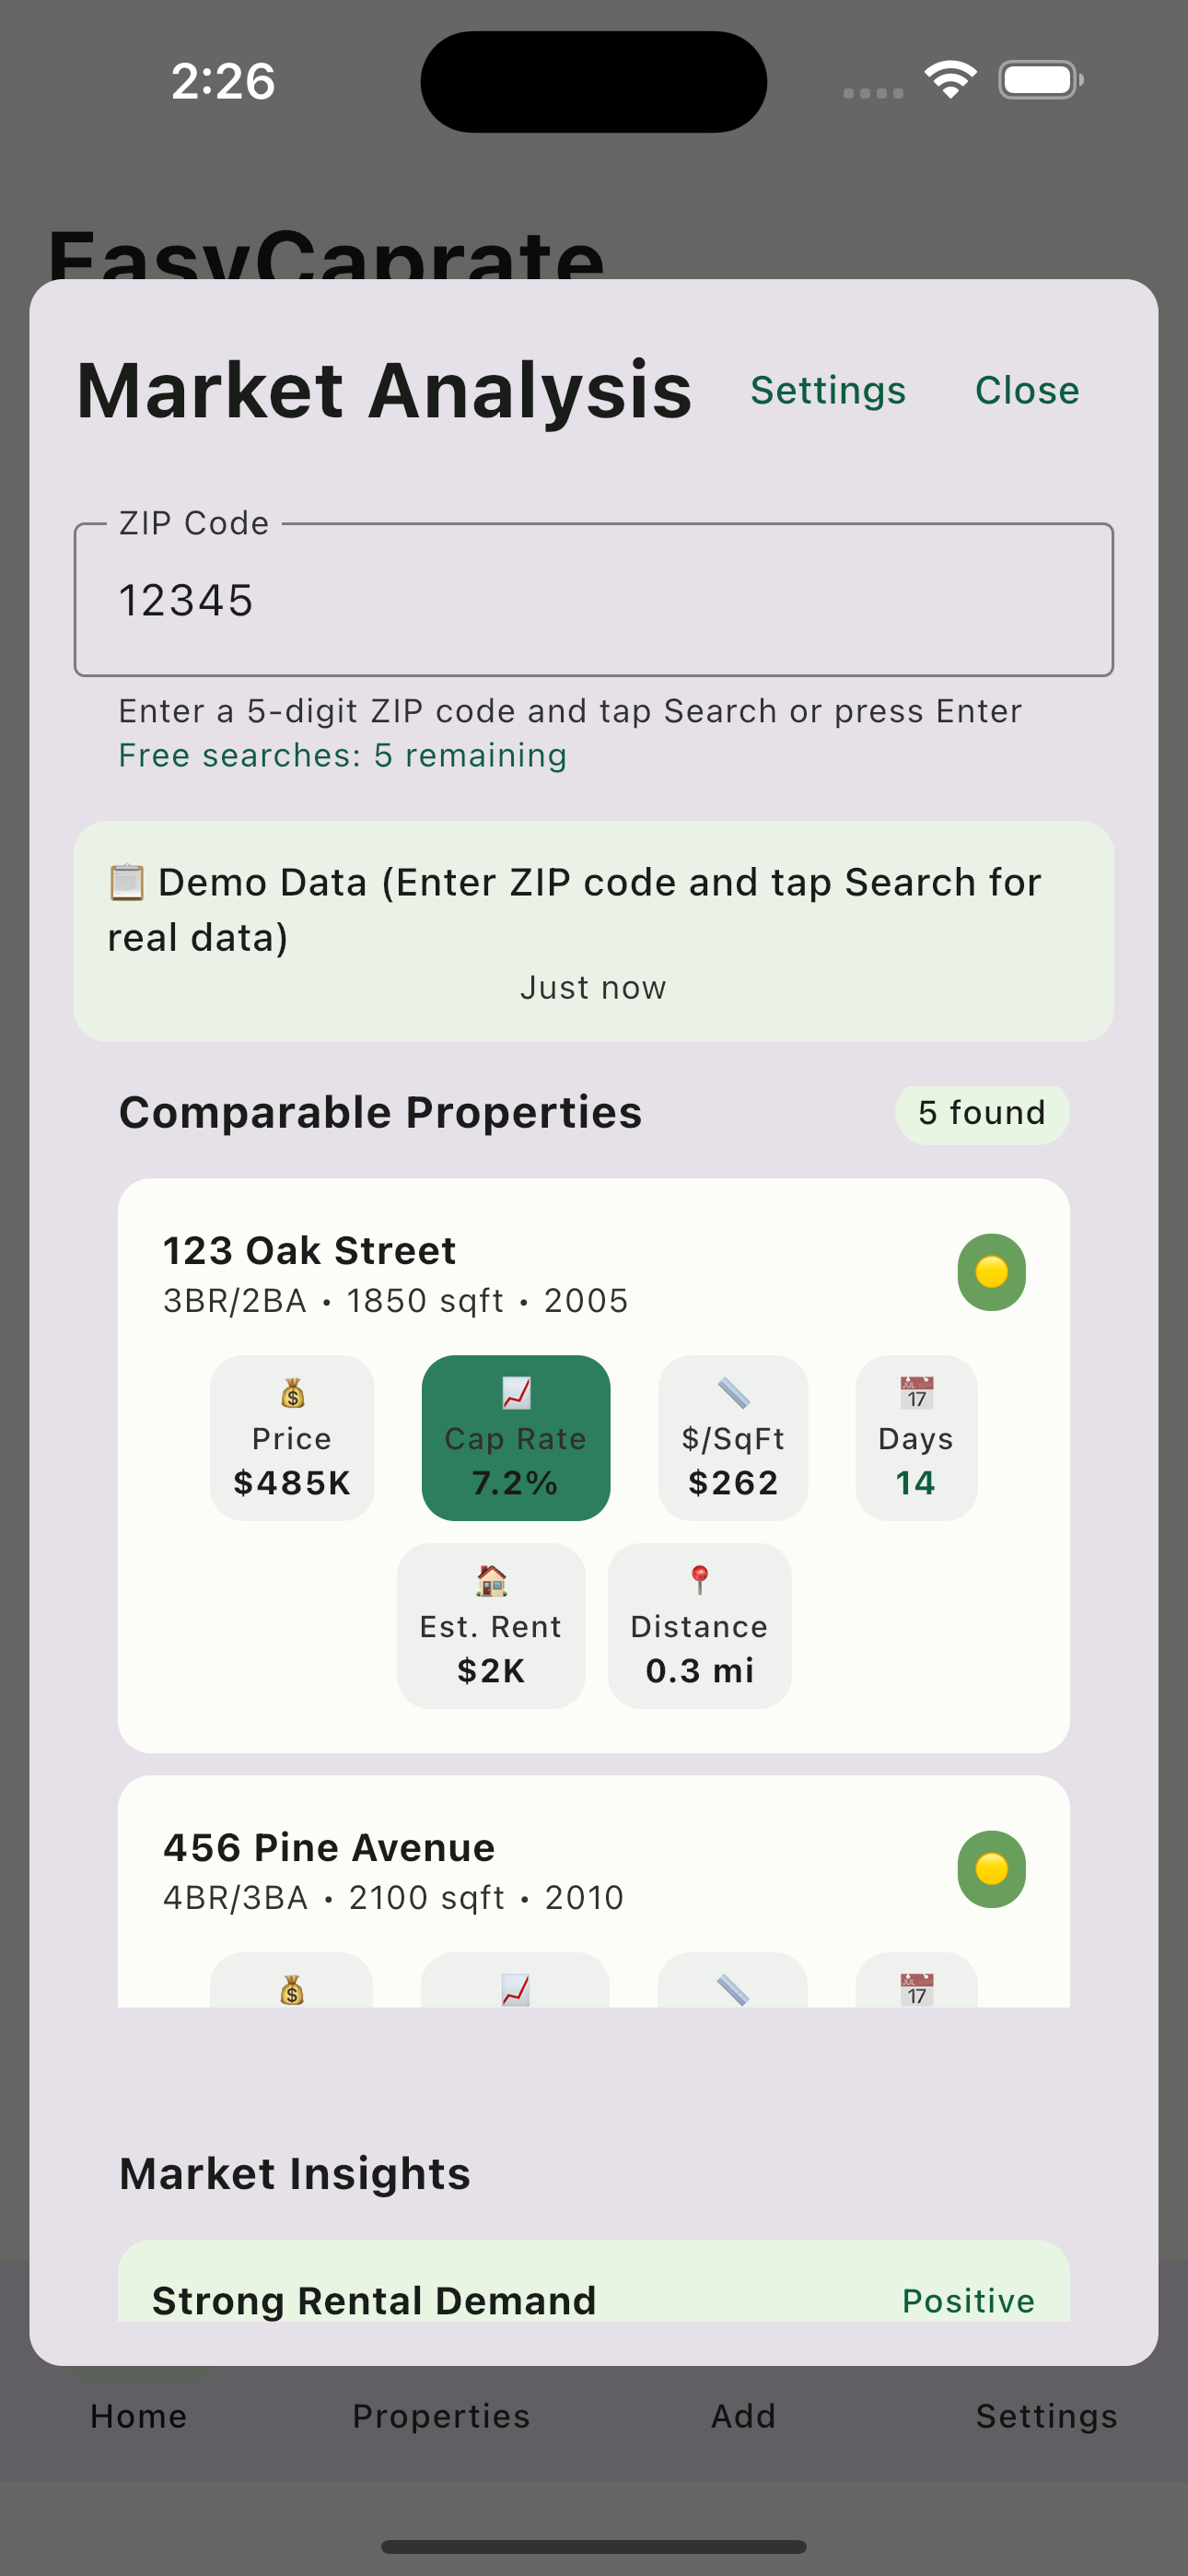 2:26
EasyCaprate
Market Analysis Settings Close
ZIP Code
12345
Enter a 5-digit ZIP code and tap Search or press Enter
Free searches: 5 remaining
📋 Demo Data (Enter ZIP code and tap Search for
real data)
Just now
Comparable Properties 5 found
123 Oak Street
3BR/2BA • 1850 sqft • 2005
Price Cap Rate $/SqFt Days
$485K 7.2% $262 14
Est. Rent Distance
$2K 0.3 mi
456 Pine Avenue
4BR/3BA • 2100 sqft • 2010
Market Insights
Strong Rental Demand Positive
Home Properties Add Settings